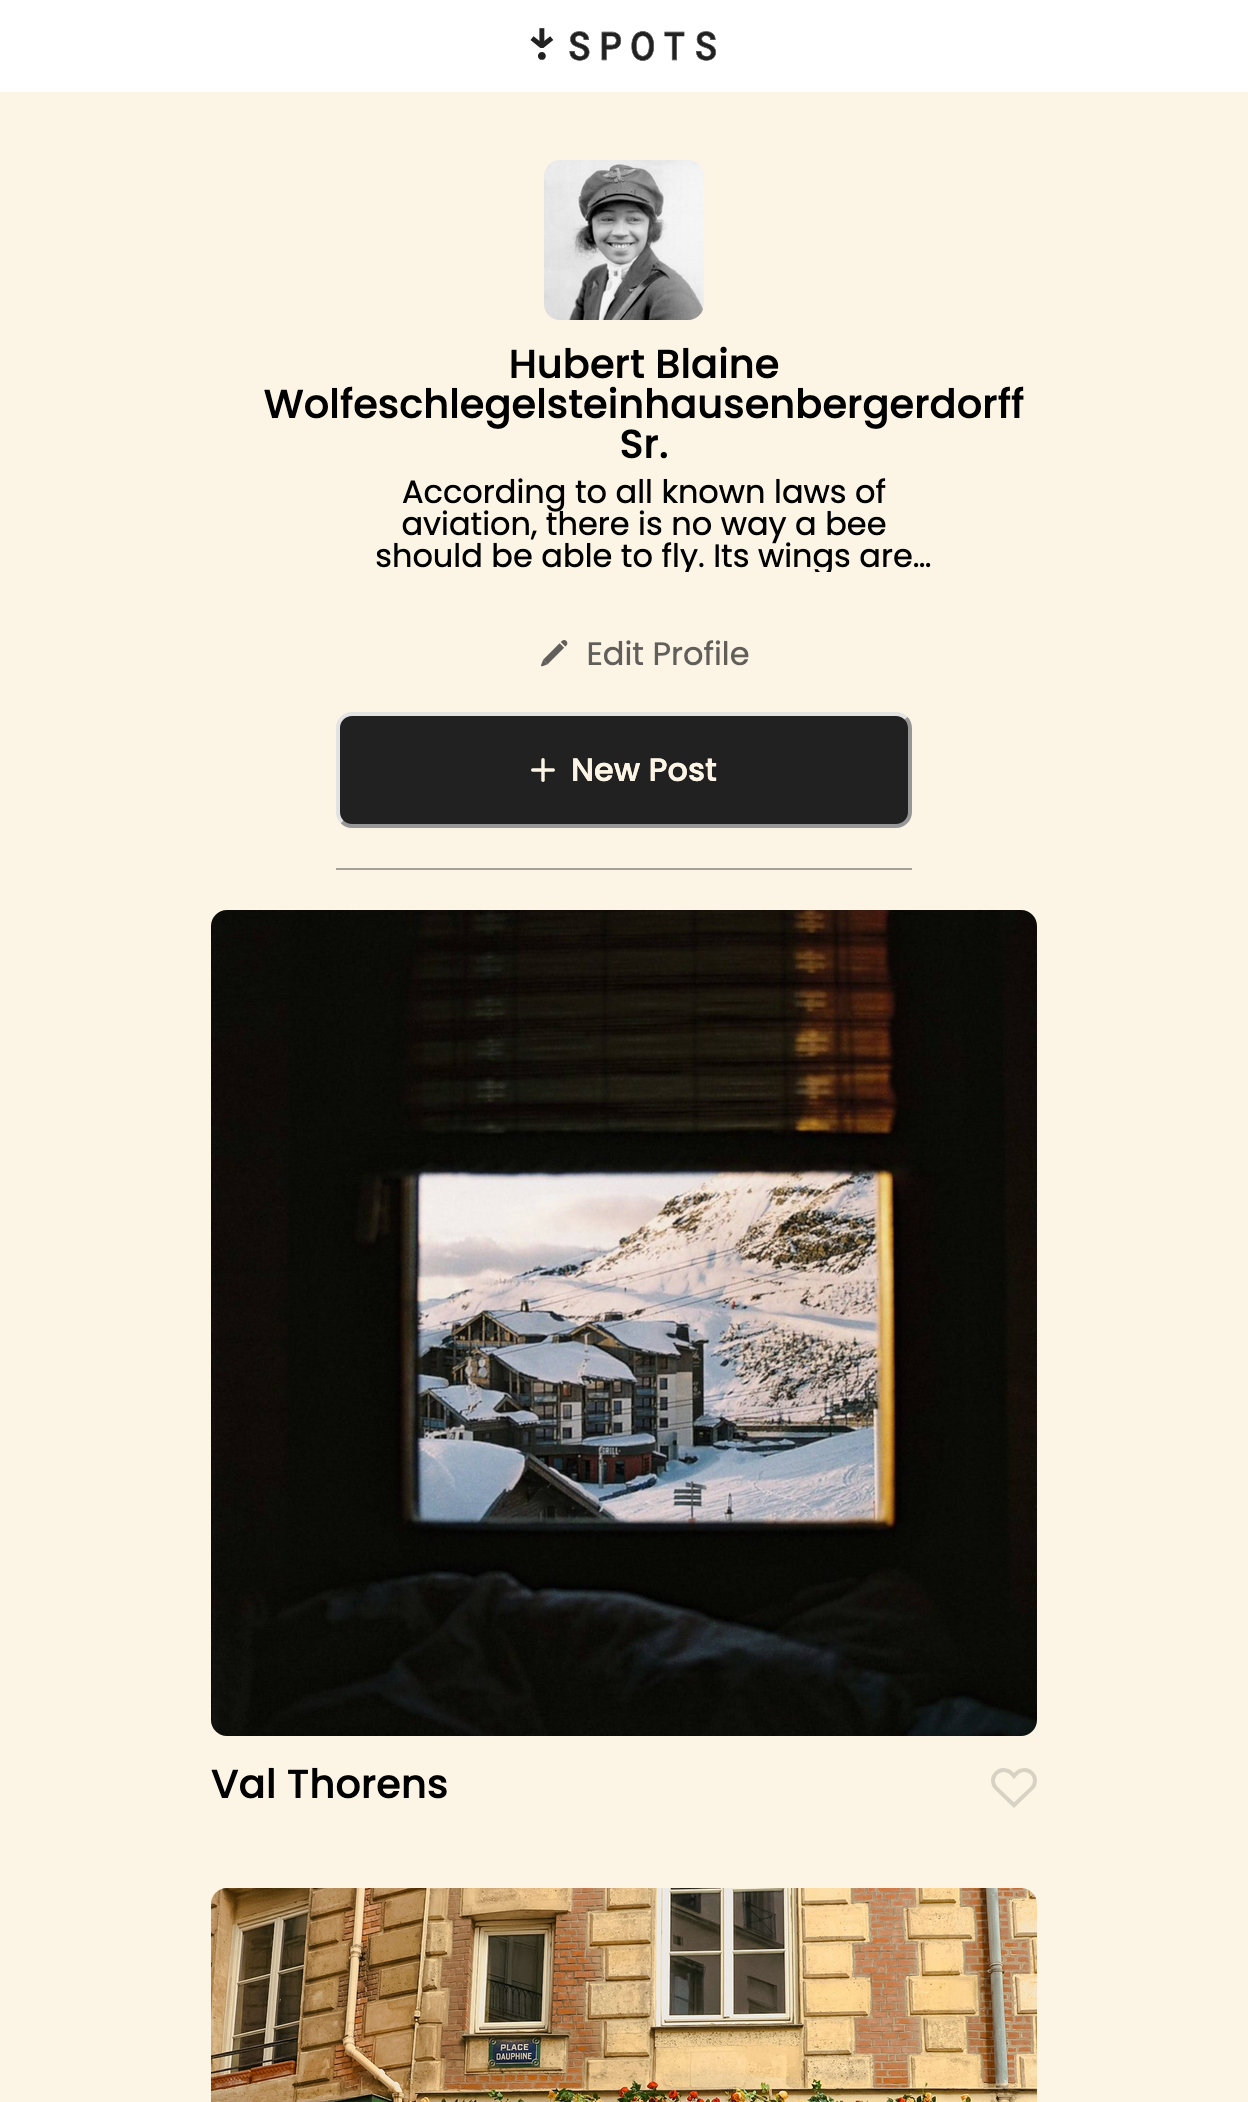 SPOTS
Hubert Blaine
Wolfeschlegelsteinhausenbergerdorff
Sr.
According to all known laws of
aviation, there is no way a bee
should be able to fly. Its wings are...
Edit Profile
+ New Post
GRILL
Val Thorens
PLACE
DAUPHINE